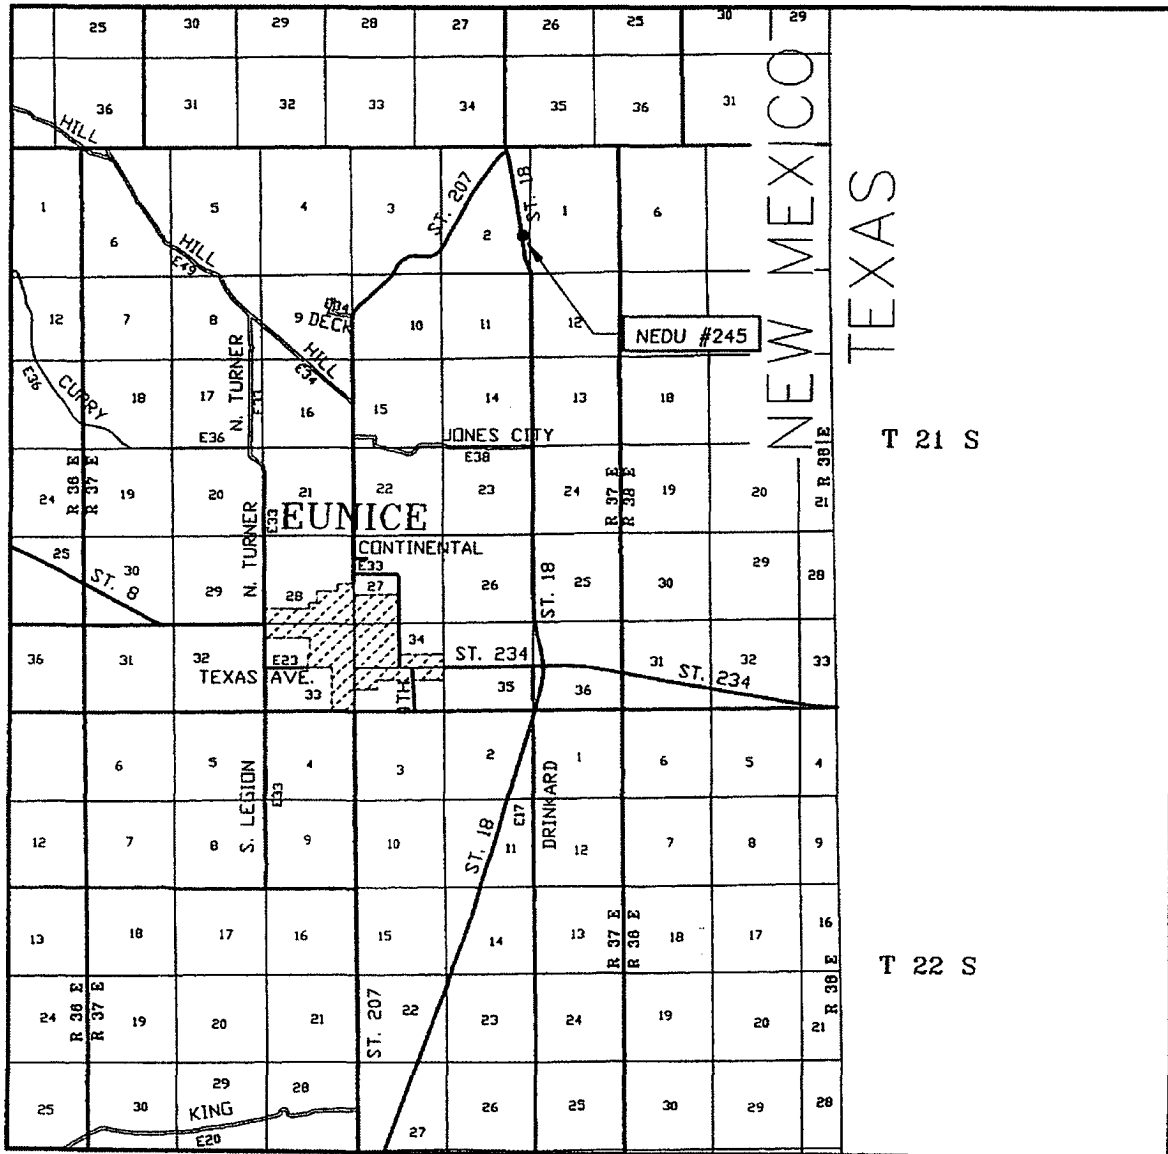 25 30 29 28 27 26 25 30 29
36 31 32 33 34 35 36 31
HILL
NEW MEXICO
TEXAS
ST. 207
ST. 18
1 6 5 4 3 2 1 6
HILL
E49
12 7 8 9 10 11 12
E34
DECK
NEDU #245
HILL
E34
N. TURNER
E33
E36
CURRY
18 17 16 15 14 13 18
E36
JONES CITY
E38
T 21 S
R 36 E
R 37 E
R 37 E
R 38 E
R 38 E
24 19 20 21 22 23 24 19 20 21
EUNICE
N. TURNER
E33
CONTINENTAL
E33
25 30 29 28 27 26 25 30 29 28
ST. 8
ST. 18
36 31 32 33 34 35 36 31 32 33
E23
TEXAS AVE.
ST. 234
ST. 234
9TH
6 5 4 3 2 1 6 5 4
S. LEGION
E33
ST. 18
E17
DRINKARD
12 7 8 9 10 11 12 7 8 9
13 18 17 16 15 14 13 18 17 16
R 37 E
R 38 E
T 22 S
R 36 E
R 37 E
R 38 E
24 19 20 21 22 23 24 19 20 21
ST. 207
25 30 29 28 27 26 25 30 29 28
KING
E20